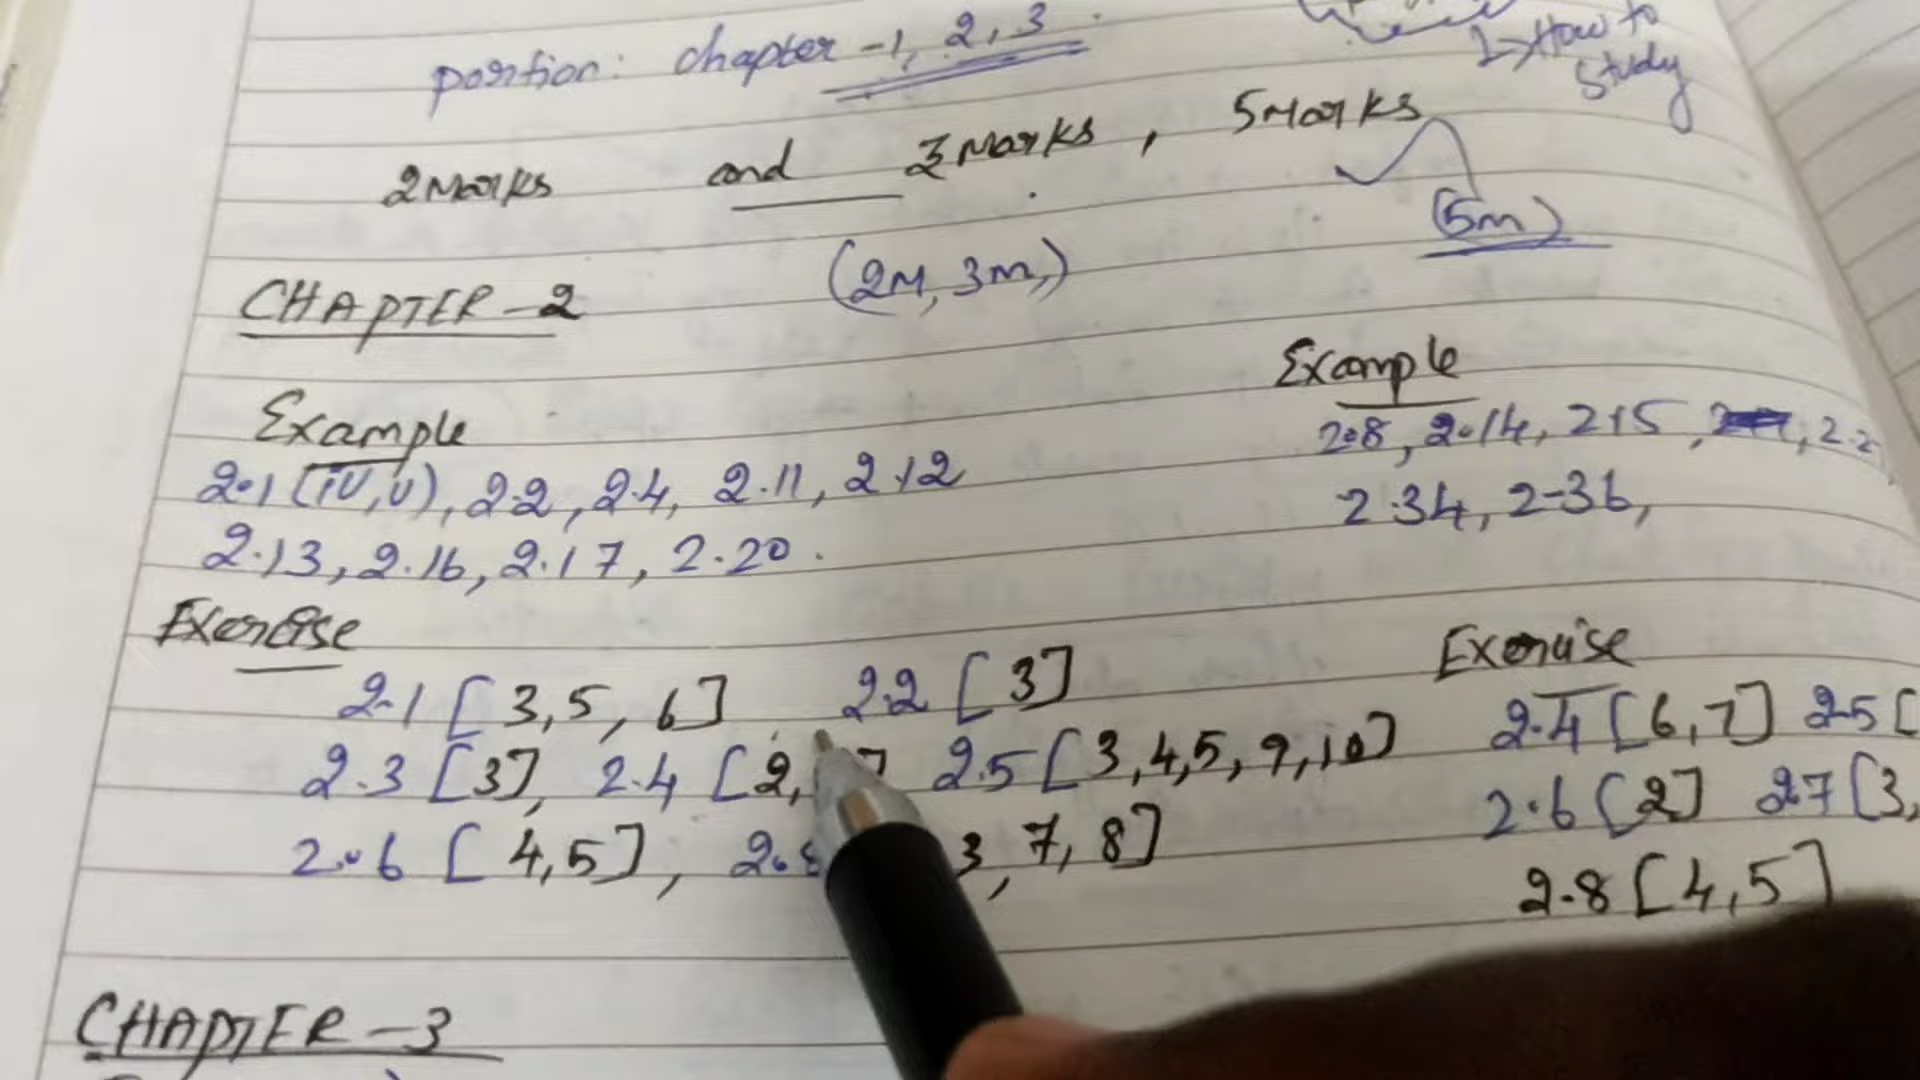 portion: chapter -1, 2, 3
1→How to
study
2Marks and 3Marks, 5Marks
(2M, 3m,)
(5m)
CHAPTER-2
Example
2.1 (iv, v), 2.2, 2.4, 2.11, 2.12
2.13, 2.16, 2.17, 2.20.
Exercise
2.1 [3,5,6] 2.2 [3]
2.3 [3], 2.4 [2, 2.5 [3,4,5,9,10]
2.6 [4,5], 3, 7, 8]
Example
2.8, 2.14, 2.15,
2.34, 2.36,
Exercise
2.4 [6,7] 2.5 [
2.6 [2] 2.7 [3,
2.8 [4,5]
CHAPTER-3